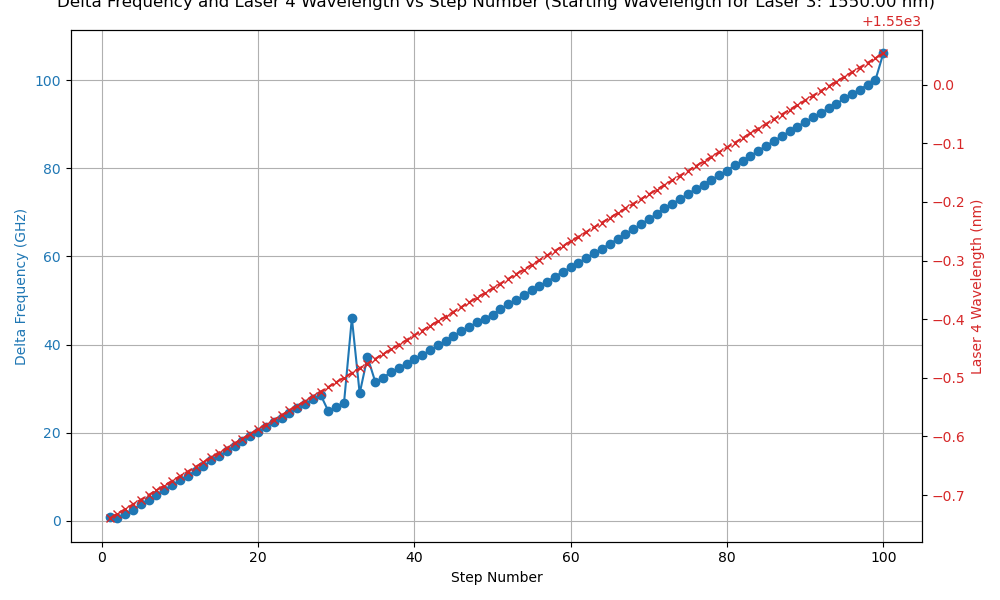 Delta Frequency and Laser 4 Wavelength vs Step Number (Starting Wavelength for Laser 3: 1550.00 nm)
+1.55e3
100
80
60
40
20
0
Delta Frequency (GHz)
0.0
−0.1
−0.2
−0.3
−0.4
−0.5
−0.6
−0.7
Laser 4 Wavelength (nm)
0 20 40 60 80 100
Step Number